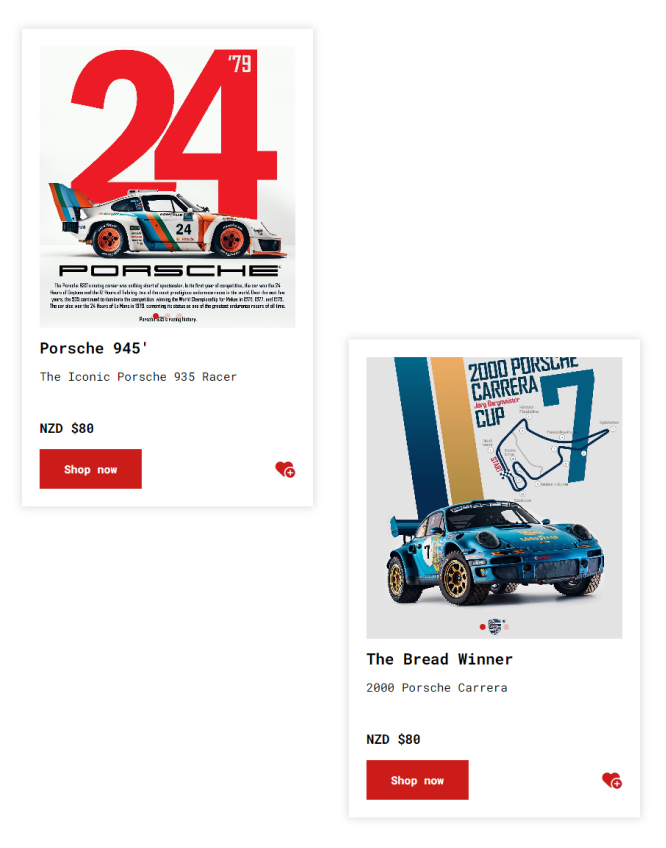 24
'79
24
PORSCHE
The Porsche 935's racing career was nothing short of spectacular. In its first year of competition, the car won the 24
Hours of Daytona and the 12 Hours of Sebring, two of the most prestigious endurance races in the world. Over the next few
years, the 935 continued to dominate the competition, winning the World Championship for Makes in 1976, 1977, and 1979.
The car also won the 24 Hours of Le Mans in 1979, cementing its status as one of the greatest endurance racers of all time.
Porsche 935's racing history.
Porsche 945'
The Iconic Porsche 935 Racer
NZD $80
Shop now
2000 PORSCHE
CARRERA
Jörg Bergmeister
CUP
7
START
7
The Bread Winner
2000 Porsche Carrera
NZD $80
Shop now